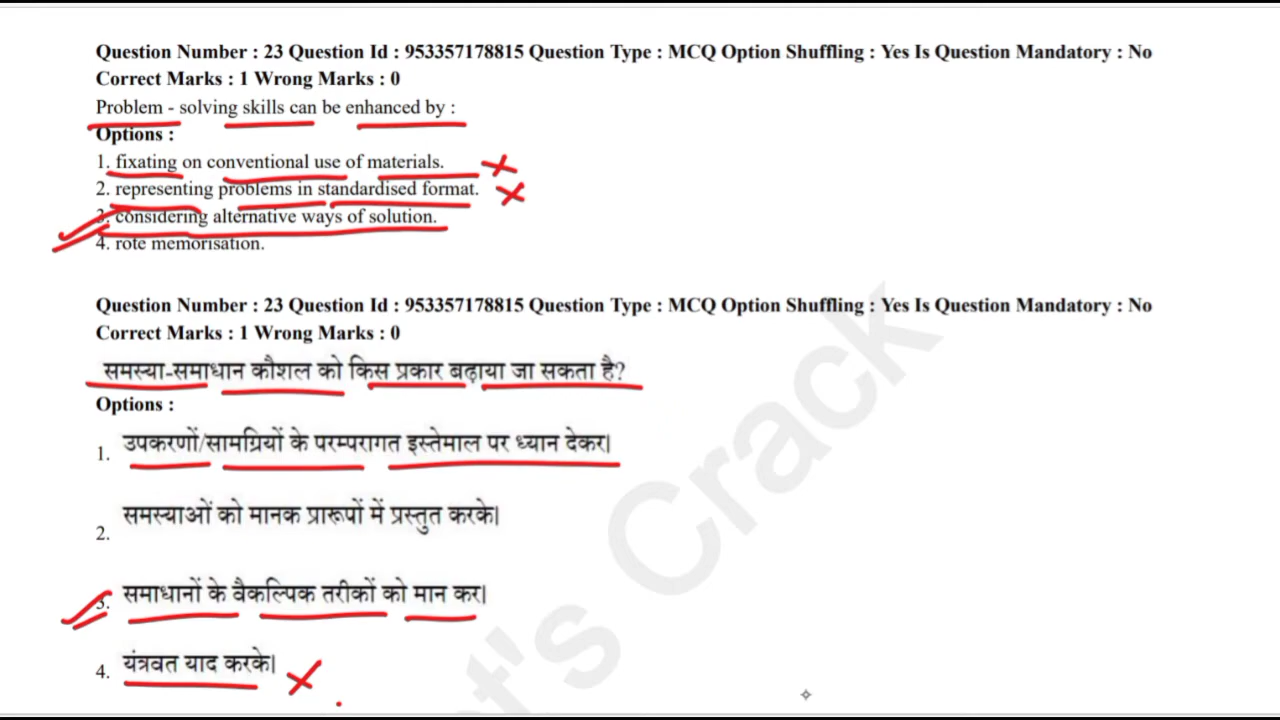 Question Number : 23 Question Id : 953357178815 Question Type : MCQ Option Shuffling : Yes Is Question Mandatory : No
Correct Marks : 1 Wrong Marks : 0
Problem - solving skills can be enhanced by :
Options :
1. fixating on conventional use of materials.
2. representing problems in standardised format.
3. considering alternative ways of solution.
4. rote memorisation.
Question Number : 23 Question Id : 953357178815 Question Type : MCQ Option Shuffling : Yes Is Question Mandatory : No
Correct Marks : 1 Wrong Marks : 0
समस्या-समाधान कौशल को किस प्रकार बढ़ाया जा सकता है?
Options :
1. उपकरणों/सामग्रियों के परम्परागत इस्तेमाल पर ध्यान देकर।
2. समस्याओं को मानक प्रारूपों में प्रस्तुत करके।
3. समाधानों के वैकल्पिक तरीकों को मान कर।
4. यंत्रवत याद करके।
t's Crack